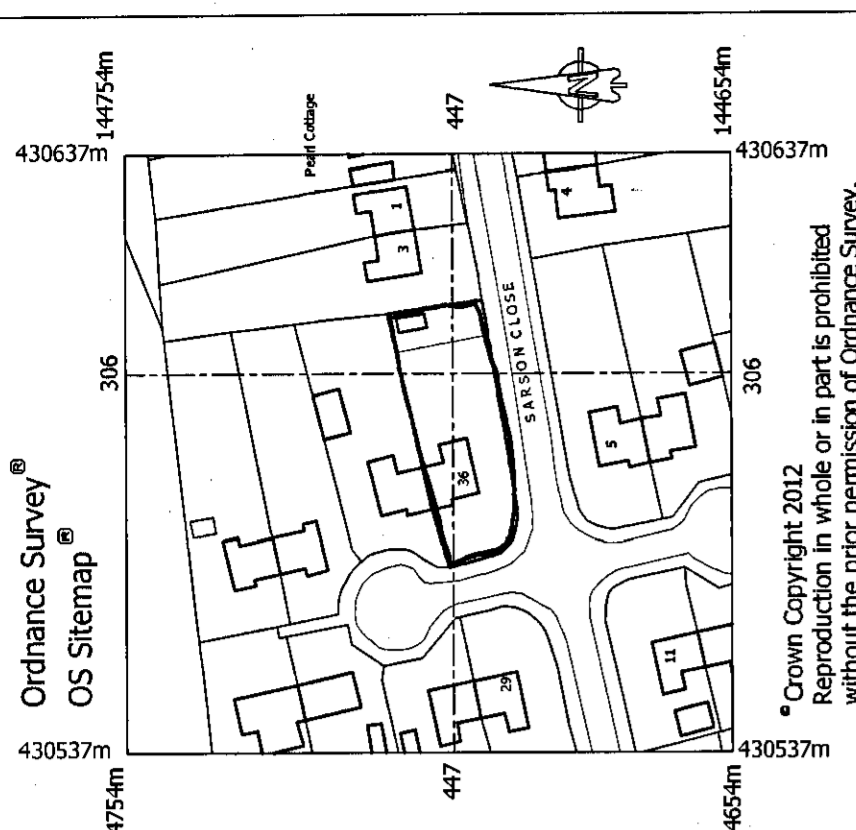 Ordnance Survey®
OS Sitemap®
430637m
144754m
306
430537m
4754m
Pearl Cottage
1
3
447
447
36
SARSON CLOSE
4
29
5
11
430637m
144654m
306
430537m
4654m
© Crown Copyright 2012
Reproduction in whole or in part is prohibited
without the prior permission of Ordnance Survey.
N